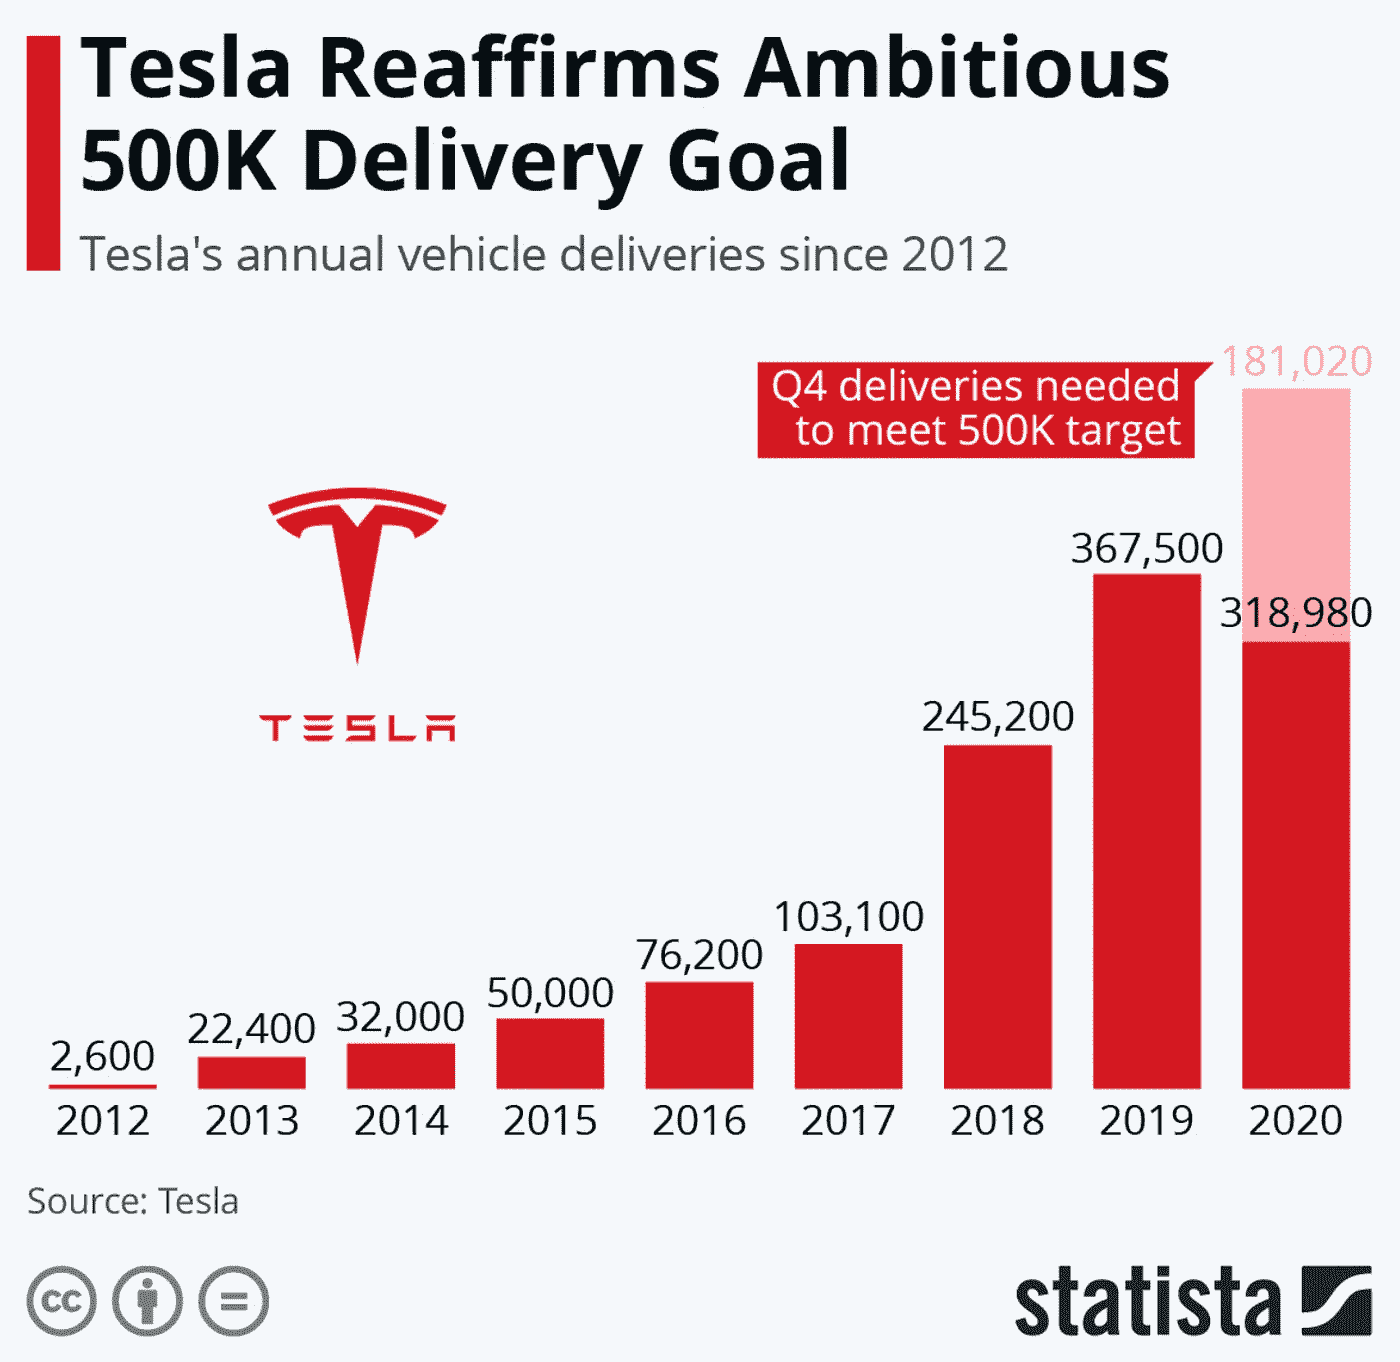 Tesla Reaffirms Ambitious
500K Delivery Goal
Tesla's annual vehicle deliveries since 2012
181,020
Q4 deliveries needed
to meet 500K target
367,500
318,980
TESLA
245,200
103,100
76,200
50,000
32,000
22,400
2,600
2012 2013 2014 2015 2016 2017 2018 2019 2020
Source: Tesla
cc
=
statista